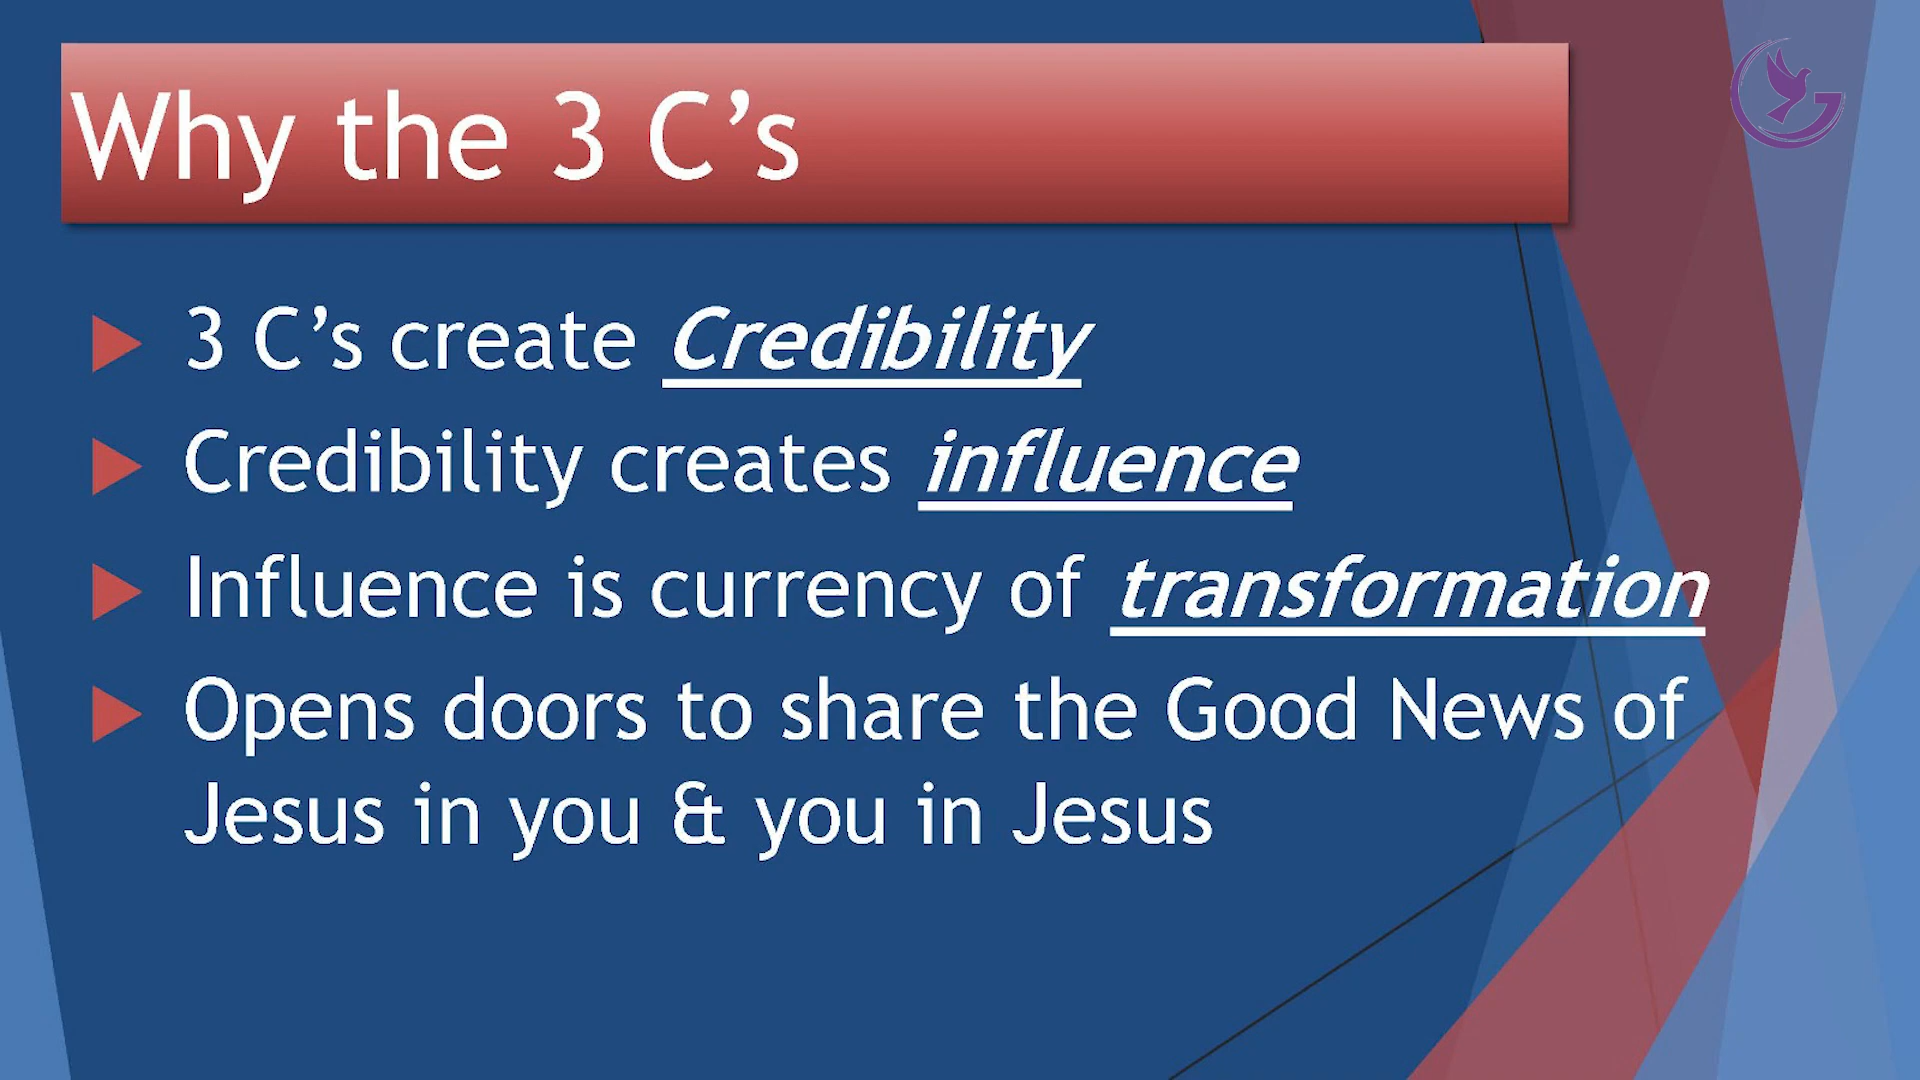 Why the 3 C’s
3 C’s create Credibility
Credibility creates influence
Influence is currency of transformation
Opens doors to share the Good News of
Jesus in you & you in Jesus